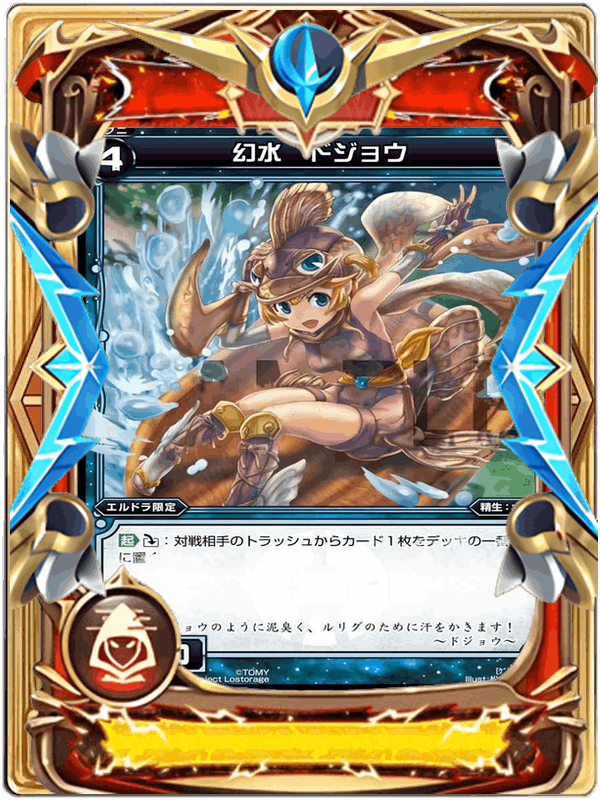 4
幻水 ドジョウ
エルドラ限定
精生:
起 : 対戦相手のトラッシュからカード1枚をデッキの一番
に置
ョウのように泥臭く、ルリグのために汗をかきます!
～ドジョウ～
©TOMY
lect Lostorage
Illust: